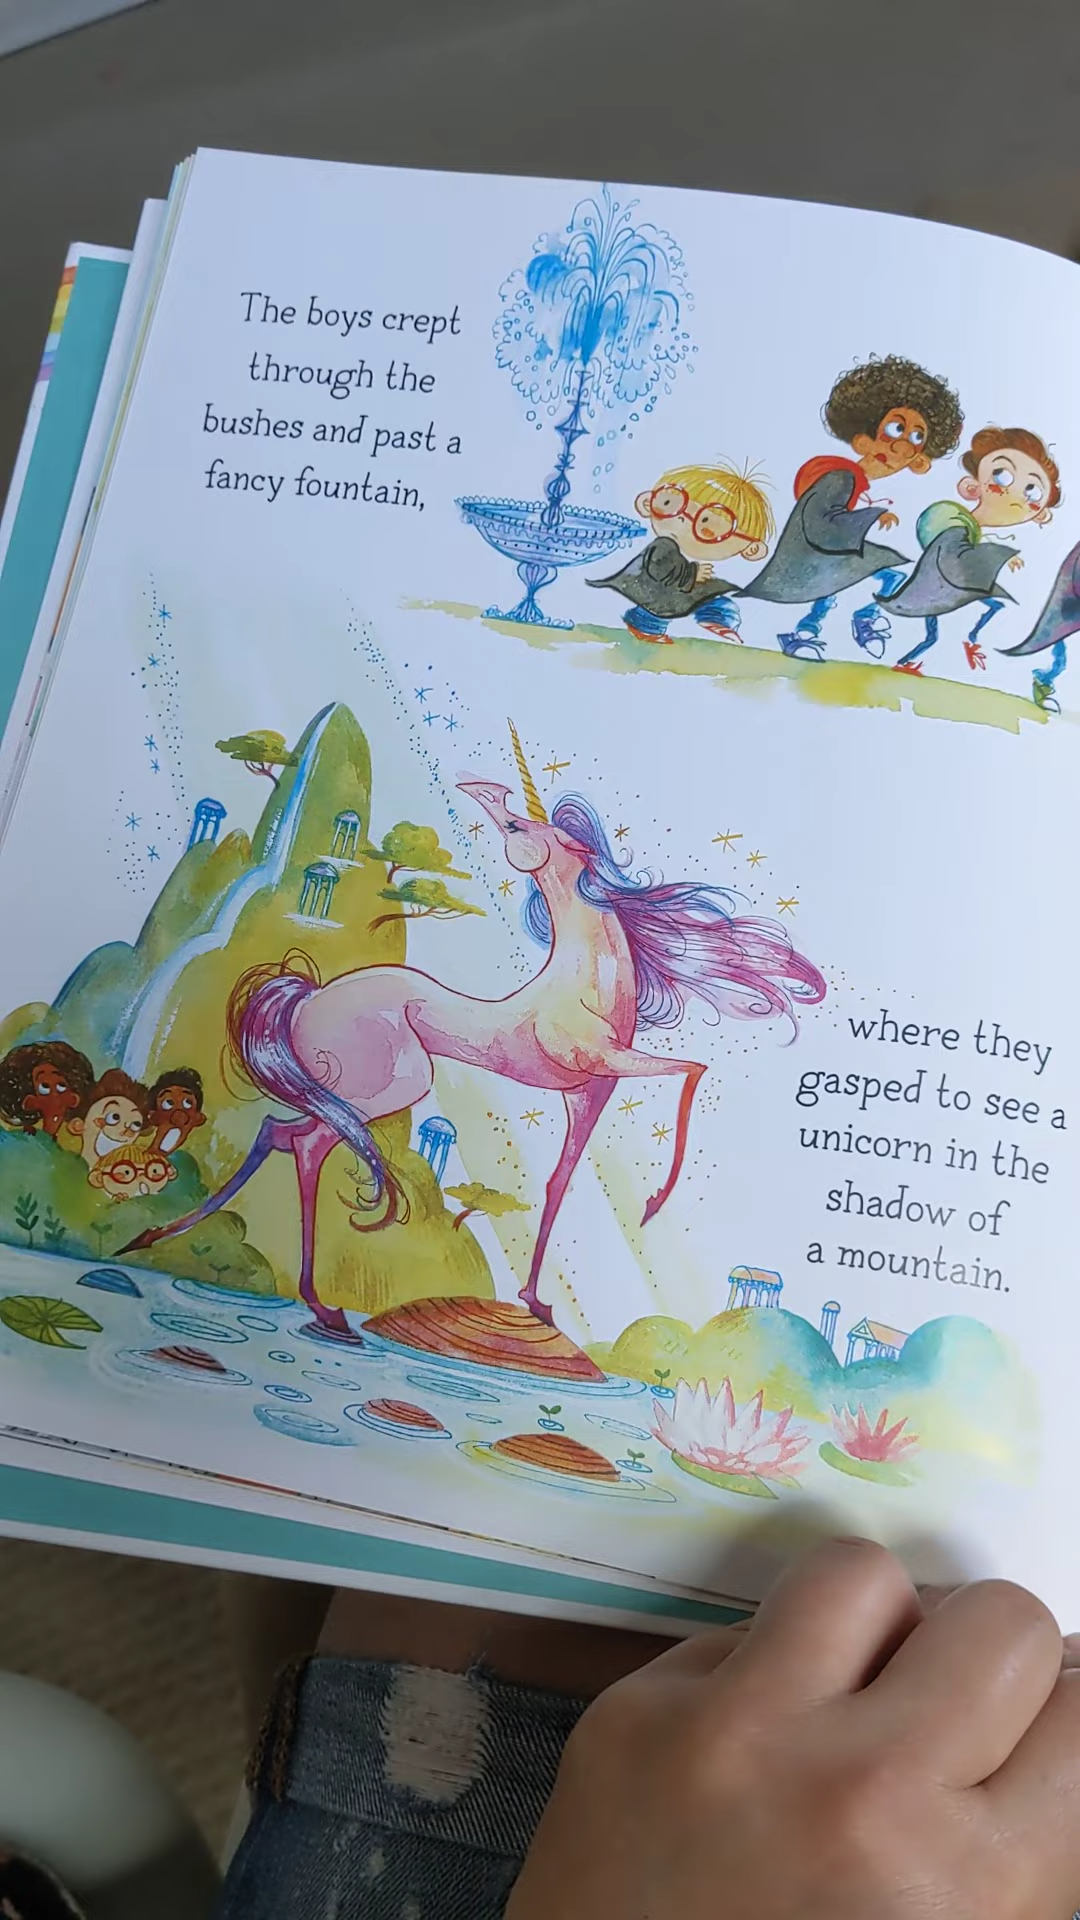 The boys crept
through the
bushes and past a
fancy fountain,
where they
gasped to see a
unicorn in the
shadow of
a mountain.